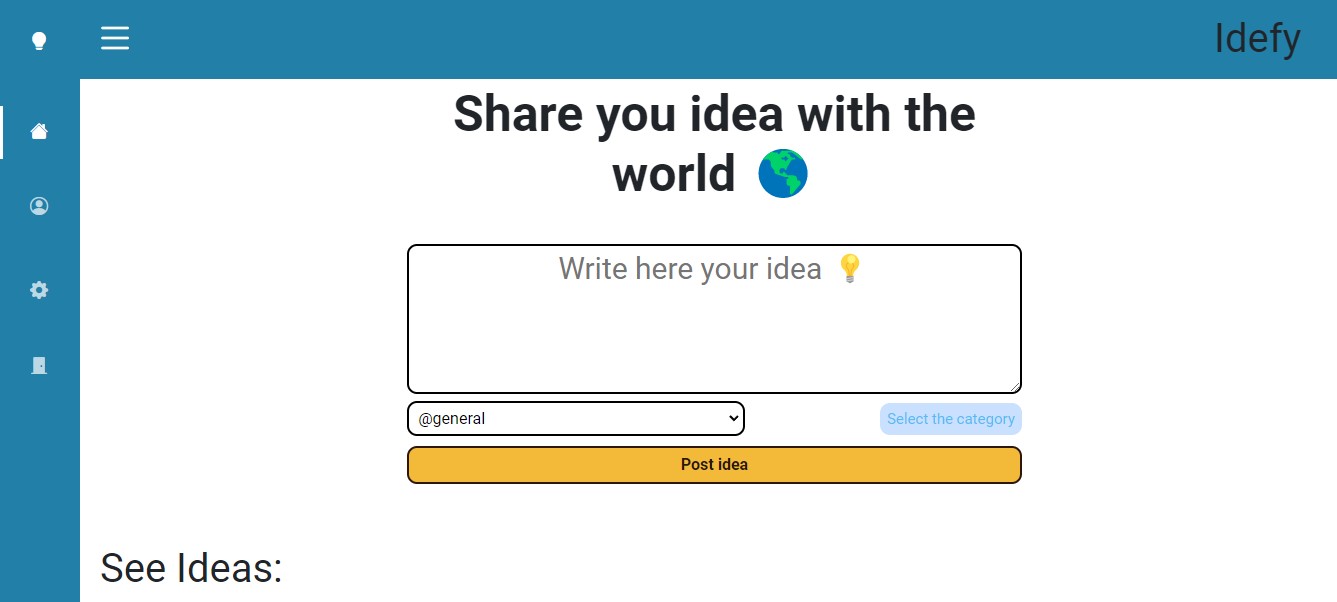 Idefy
Share you idea with the
world 🌎
Write here your idea 💡
@general
Select the category
Post idea
See Ideas: